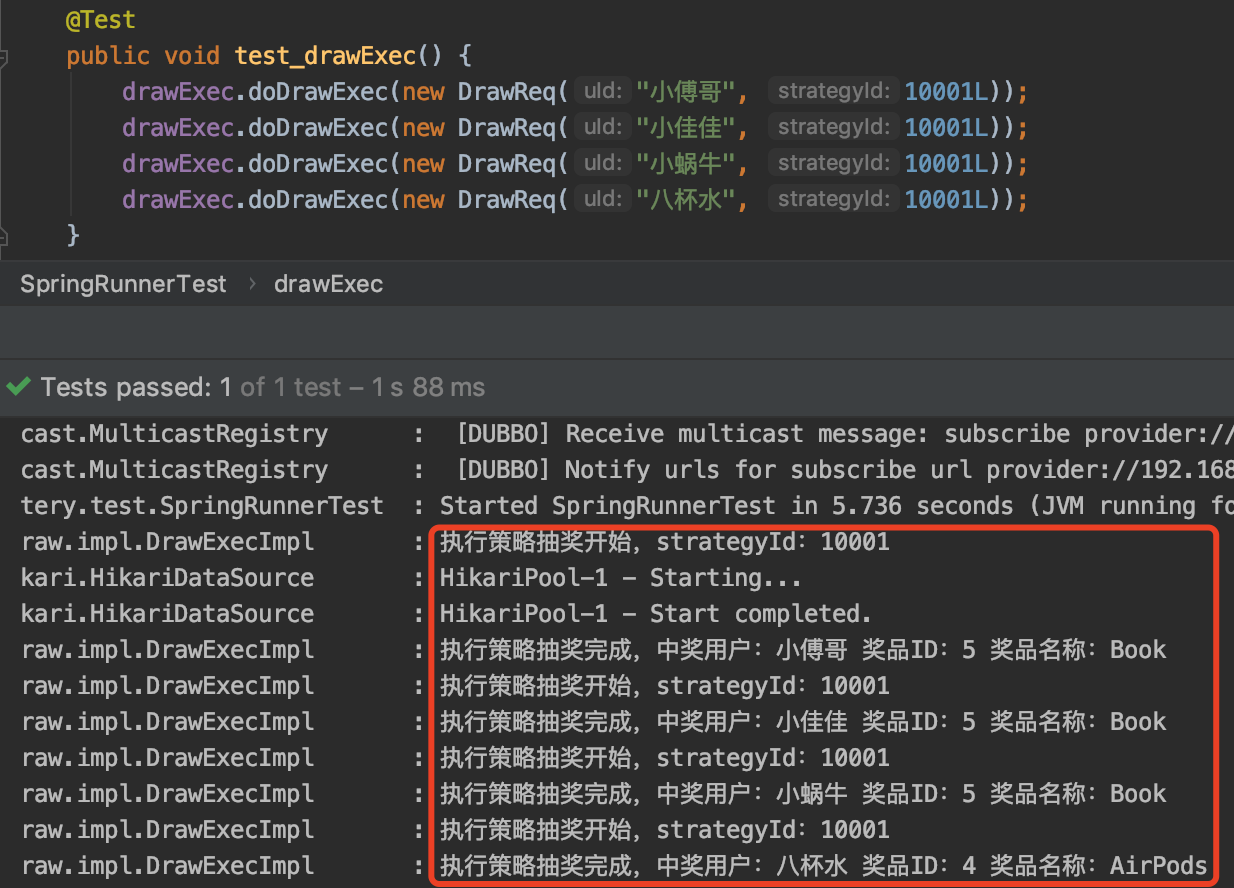 @Test
public void test_drawExec() {
drawExec.doDrawExec(new DrawReq( uId: "小傅哥", strategyId: 10001L));
drawExec.doDrawExec(new DrawReq( uId: "小佳佳", strategyId: 10001L));
drawExec.doDrawExec(new DrawReq( uId: "小蜗牛", strategyId: 10001L));
drawExec.doDrawExec(new DrawReq( uId: "八杯水", strategyId: 10001L));
}
SpringRunnerTest › drawExec
Tests passed: 1 of 1 test – 1 s 88 ms
cast.MulticastRegistry : [DUBBO] Receive multicast message: subscribe provider://
cast.MulticastRegistry : [DUBBO] Notify urls for subscribe url provider://192.168
tery.test.SpringRunnerTest : Started SpringRunnerTest in 5.736 seconds (JVM running fo
raw.impl.DrawExecImpl : 执行策略抽奖开始，strategyId：10001
kari.HikariDataSource : HikariPool-1 - Starting...
kari.HikariDataSource : HikariPool-1 - Start completed.
raw.impl.DrawExecImpl : 执行策略抽奖完成，中奖用户：小傅哥 奖品ID：5 奖品名称：Book
raw.impl.DrawExecImpl : 执行策略抽奖开始，strategyId：10001
raw.impl.DrawExecImpl : 执行策略抽奖完成，中奖用户：小佳佳 奖品ID：5 奖品名称：Book
raw.impl.DrawExecImpl : 执行策略抽奖开始，strategyId：10001
raw.impl.DrawExecImpl : 执行策略抽奖完成，中奖用户：小蜗牛 奖品ID：5 奖品名称：Book
raw.impl.DrawExecImpl : 执行策略抽奖开始，strategyId：10001
raw.impl.DrawExecImpl : 执行策略抽奖完成，中奖用户：八杯水 奖品ID：4 奖品名称：AirPods